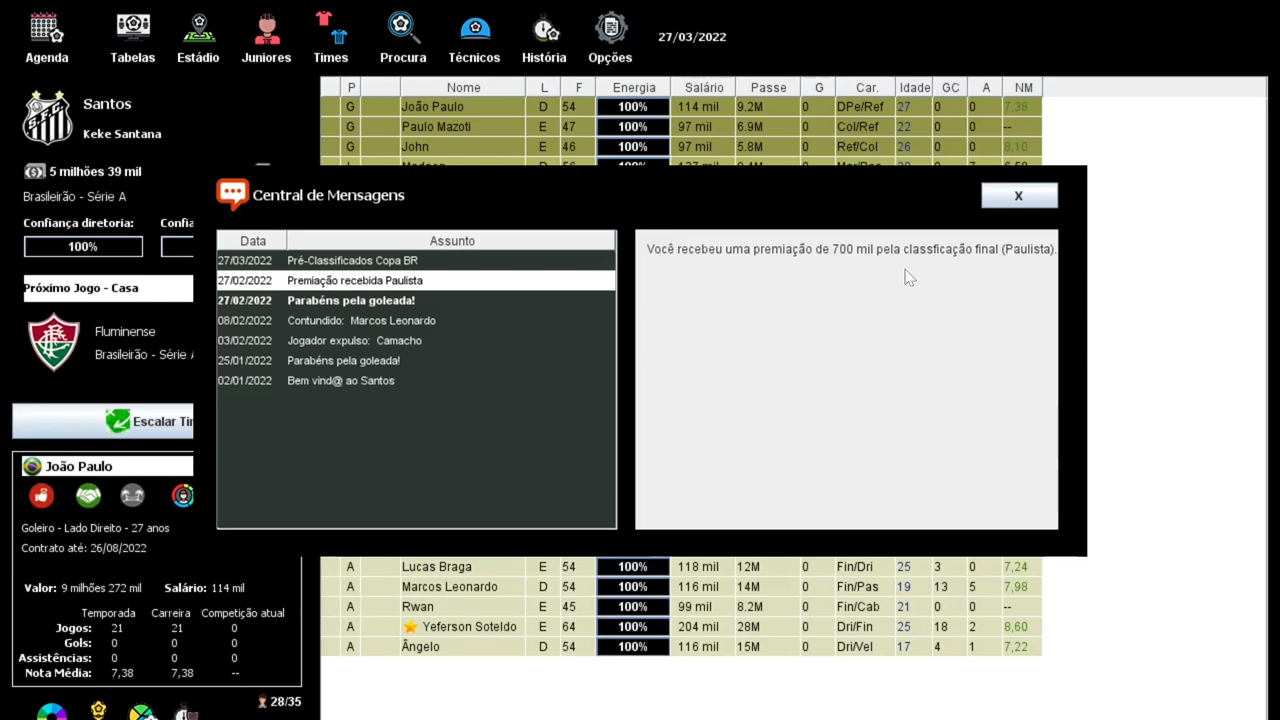 Agenda Tabelas Estádio Juniores Times Procura Técnicos História Opções 27/03/2022
Santos
Keke Santana
5 milhões 39 mil
Brasileirão - Série A
Confiança diretoria: Confia
100%
Próximo Jogo - Casa
Fluminense
Brasileirão - Série
Escalar Ti
João Paulo
Goleiro - Lado Direito - 27 anos
Contrato até: 26/08/2022
Valor: 9 milhões 272 mil Salário: 114 mil
Temporada Carreira Competição atual
Jogos: 21 21 0
Gols: 0 0 0
Assistências: 0 0 0
Nota Média: 7,38 7,38 --
28/35
P Nome L F Energia Salário Passe G Car. Idade GC A NM
G João Paulo D 54 100% 114 mil 9.2M 0 DPe/Ref 27 0 0 7,38
G Paulo Mazoti E 47 100% 97 mil 6.9M 0 Col/Ref 22 0 0 --
G John E 46 100% 97 mil 5.8M 0 Ref/Col 26 0 0 8,10
Central de Mensagens X
Data Assunto
27/03/2022 Pré-Classificados Copa BR
27/02/2022 Premiação recebida Paulista
27/02/2022 Parabéns pela goleada!
08/02/2022 Contundido: Marcos Leonardo
03/02/2022 Jogador expulso: Camacho
25/01/2022 Parabéns pela goleada!
02/01/2022 Bem vind@ ao Santos
Você recebeu uma premiação de 700 mil pela classficação final (Paulista).
A Lucas Braga E 54 100% 118 mil 12M 0 Fin/Dri 25 3 0 7,24
A Marcos Leonardo D 54 100% 116 mil 14M 0 Fin/Pas 19 13 5 7,98
A Rwan E 45 100% 99 mil 8.2M 0 Fin/Cab 21 0 0 --
A Yeferson Soteldo E 64 100% 204 mil 28M 0 Dri/Fin 25 18 2 8,60
A Ângelo D 54 100% 116 mil 15M 0 Dri/Vel 17 4 1 7,22